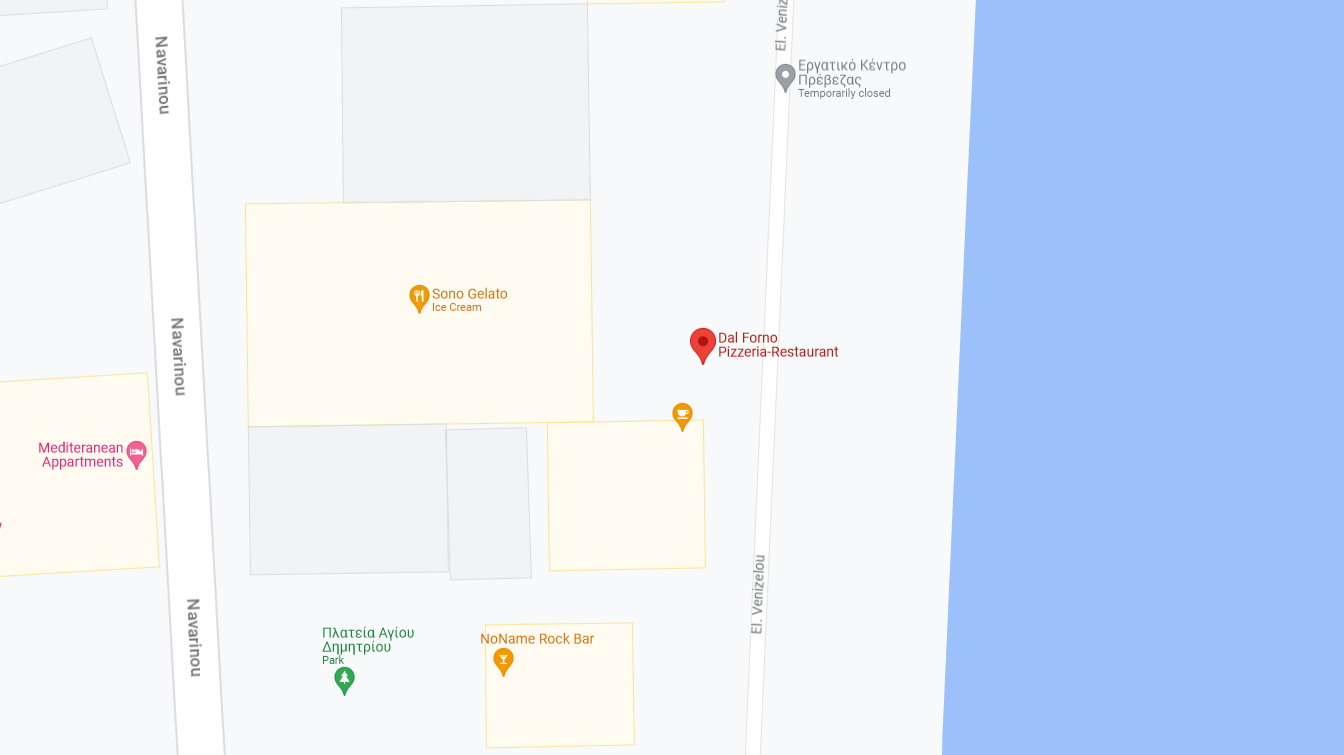 Navarinou
El. Veniz
Εργατικό Κέντρο
Πρέβεζας
Temporarily closed
Sono Gelato
Ice Cream
Navarinou
Dal Forno
Pizzeria-Restaurant
Mediteranean
Appartments
El. Venizelou
Navarinou
Πλατεία Αγίου
Δημητρίου
Park
NoName Rock Bar